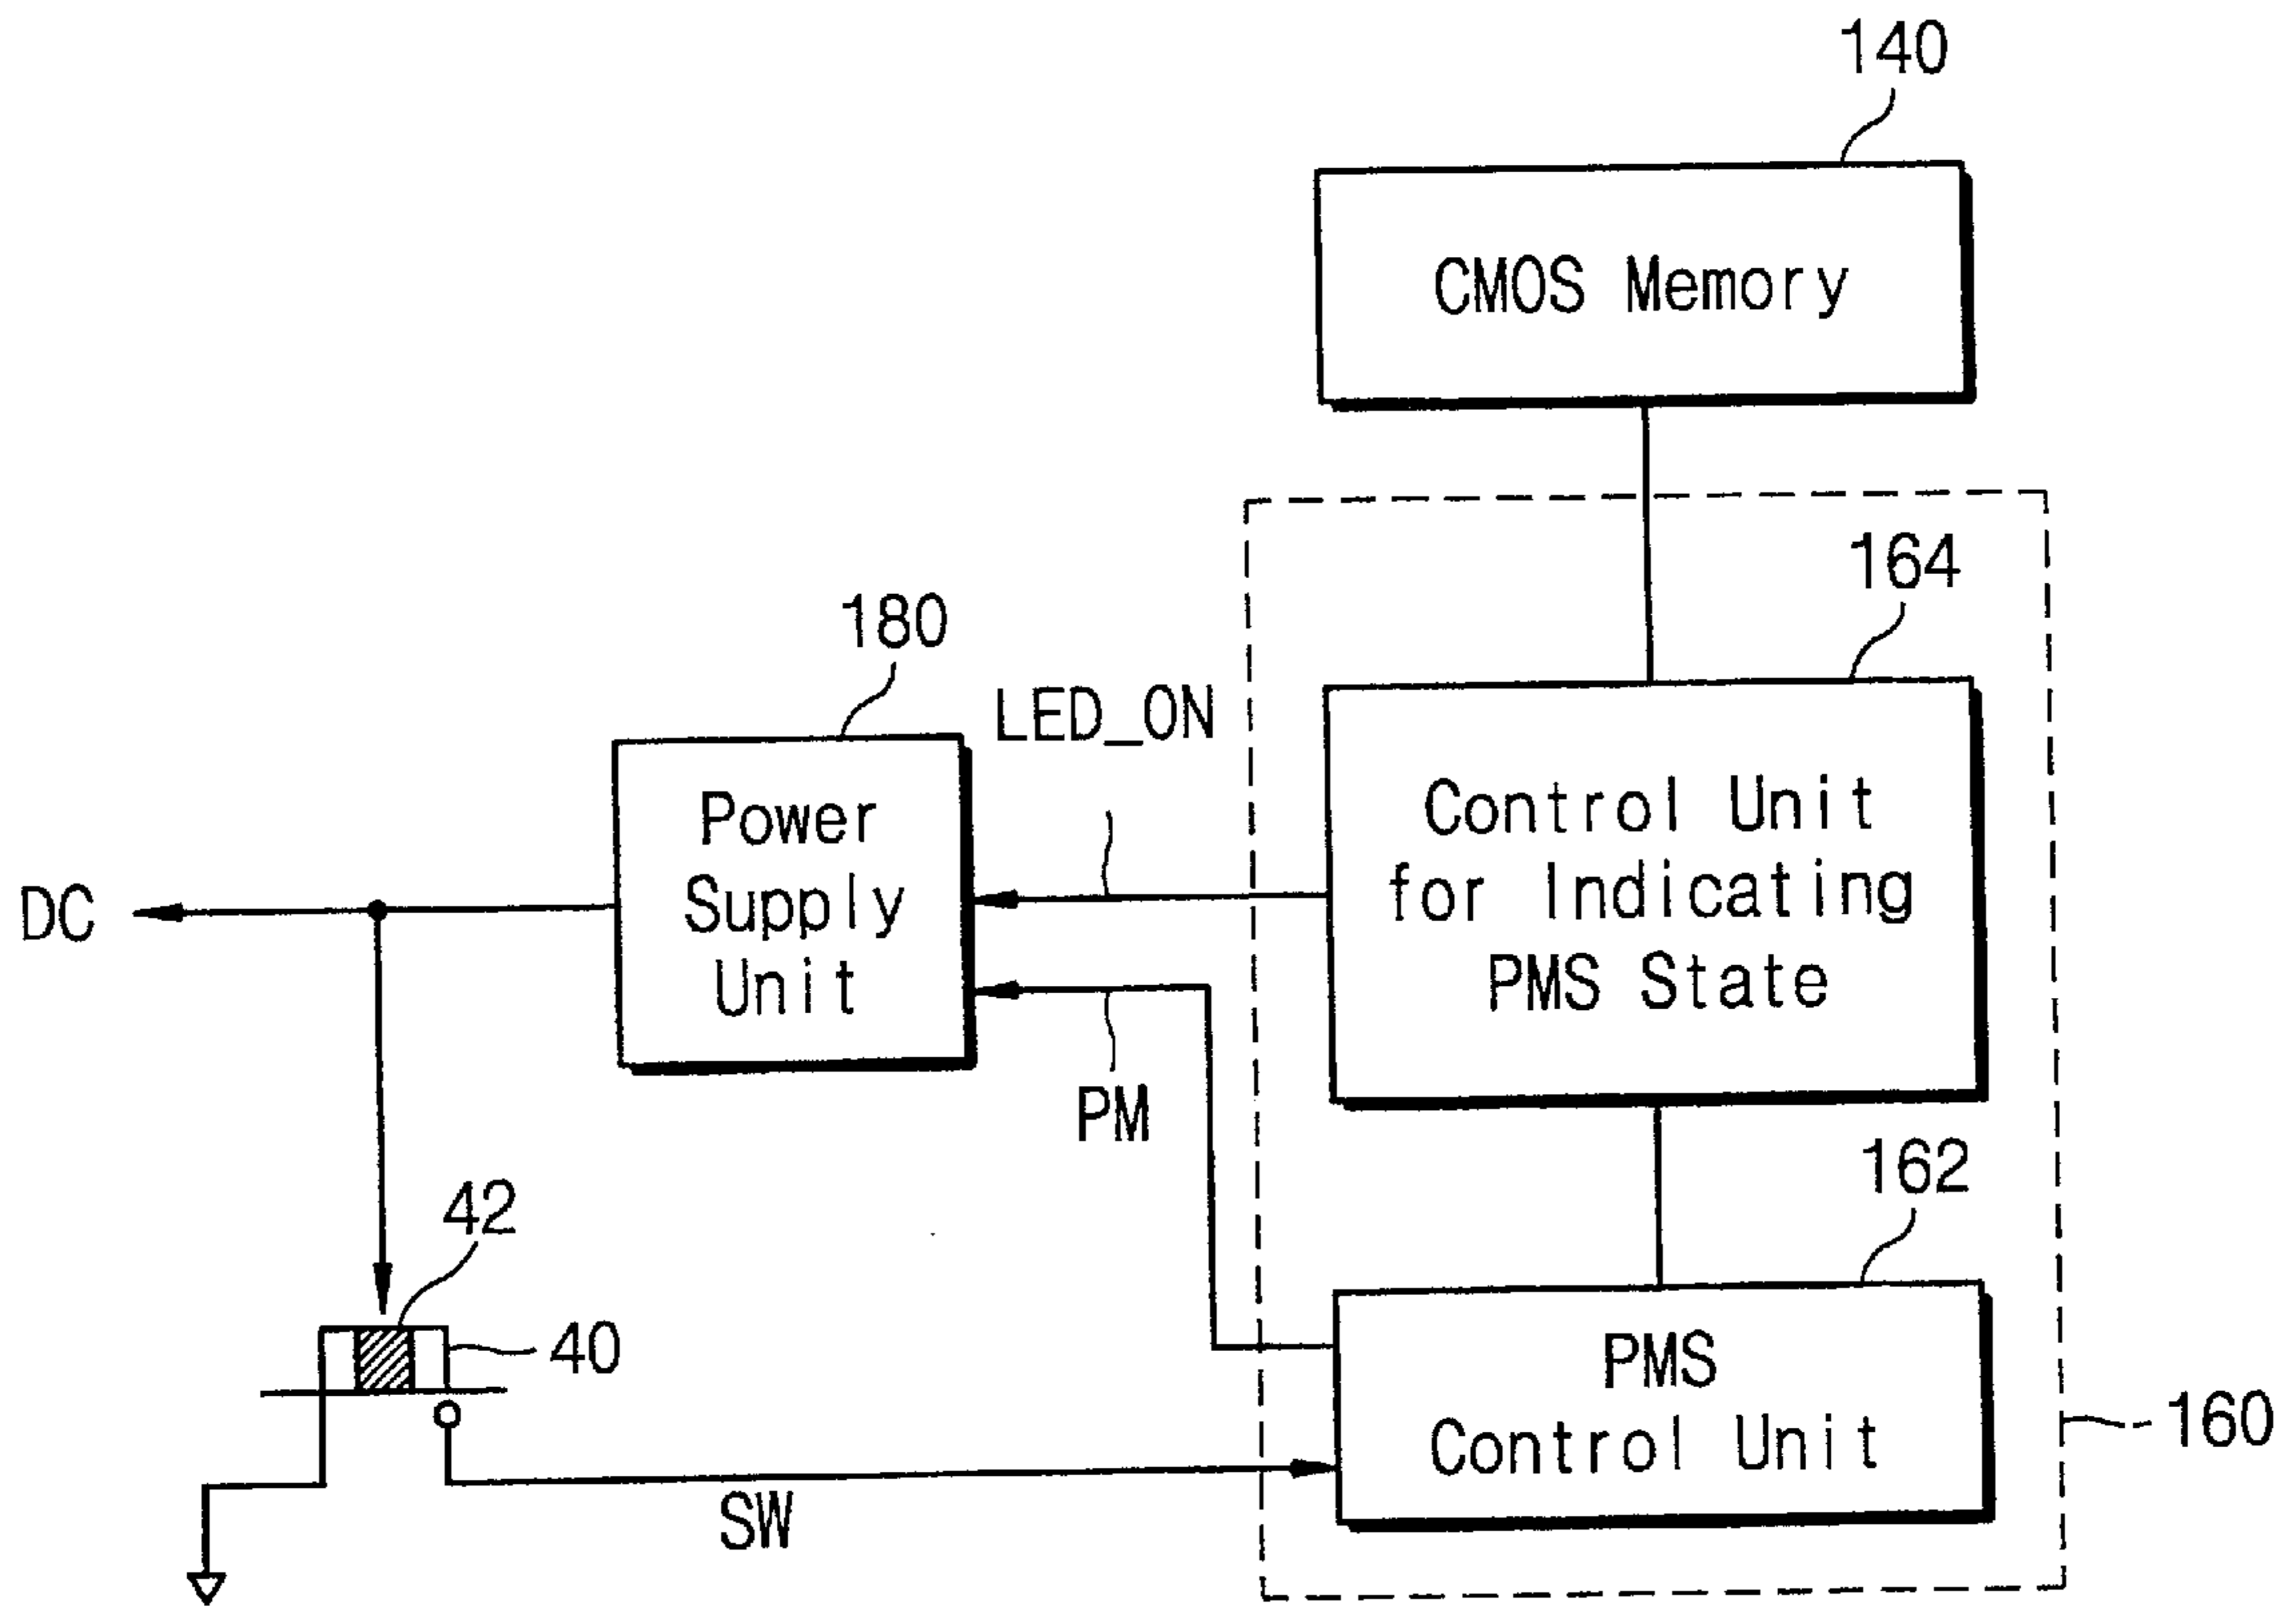 140
CMOS Memory
164
180
LED_ON
Control Unit
for Indicating
PMS State
Power
Supply
Unit
DC
PM
162
42
40
PMS
Control Unit
160
SW